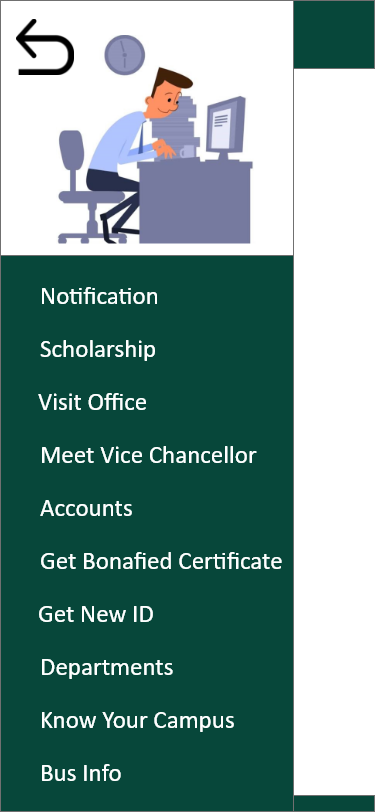 Notification
Scholarship
Visit Office
Meet Vice Chancellor
Accounts
Get Bonafied Certificate
Get New ID
Departments
Know Your Campus
Bus Info